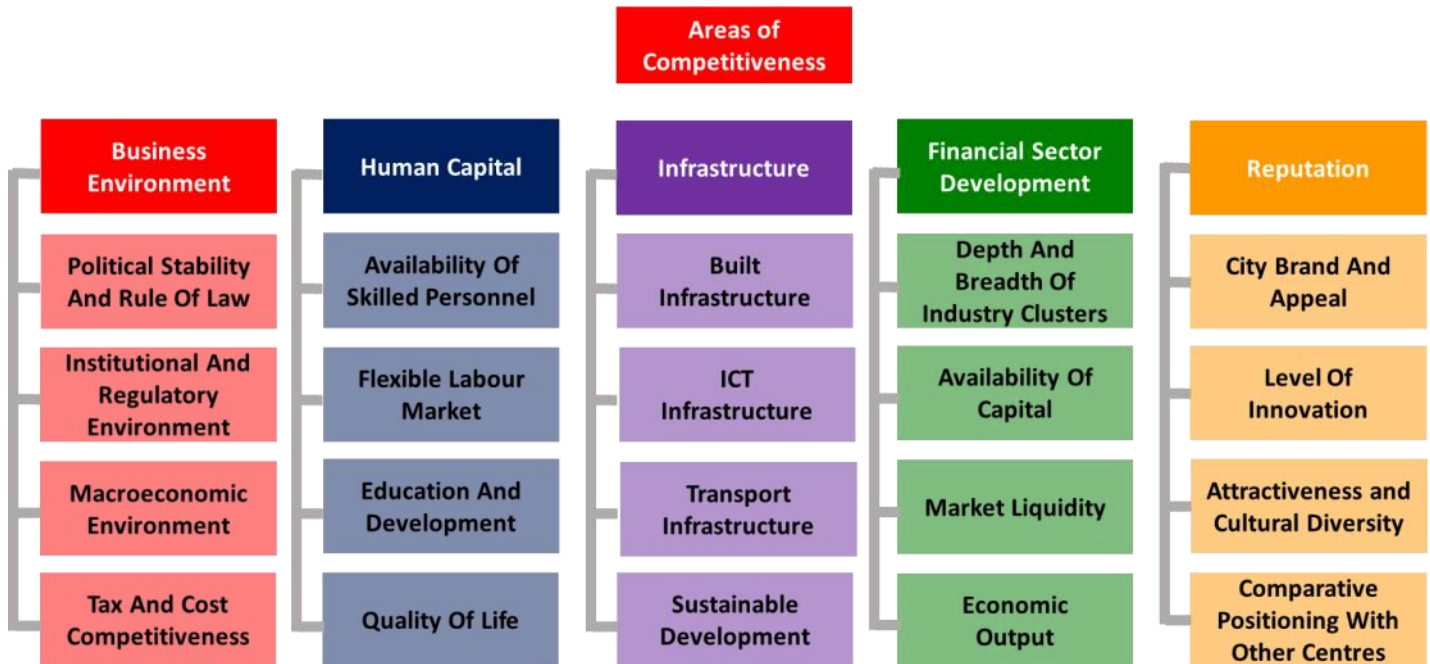 Areas of
Competitiveness
Business
Environment
Political Stability
And Rule Of Law
Institutional And
Regulatory
Environment
Macroeconomic
Environment
Tax And Cost
Competitiveness
Human Capital
Availability Of
Skilled Personnel
Flexible Labour
Market
Education And
Development
Quality Of Life
Infrastructure
Built
Infrastructure
ICT
Infrastructure
Transport
Infrastructure
Sustainable
Development
Financial Sector
Development
Depth And
Breadth Of
Industry Clusters
Availability Of
Capital
Market Liquidity
Economic
Output
Reputation
City Brand And
Appeal
Level Of
Innovation
Attractiveness and
Cultural Diversity
Comparative
Positioning With
Other Centres